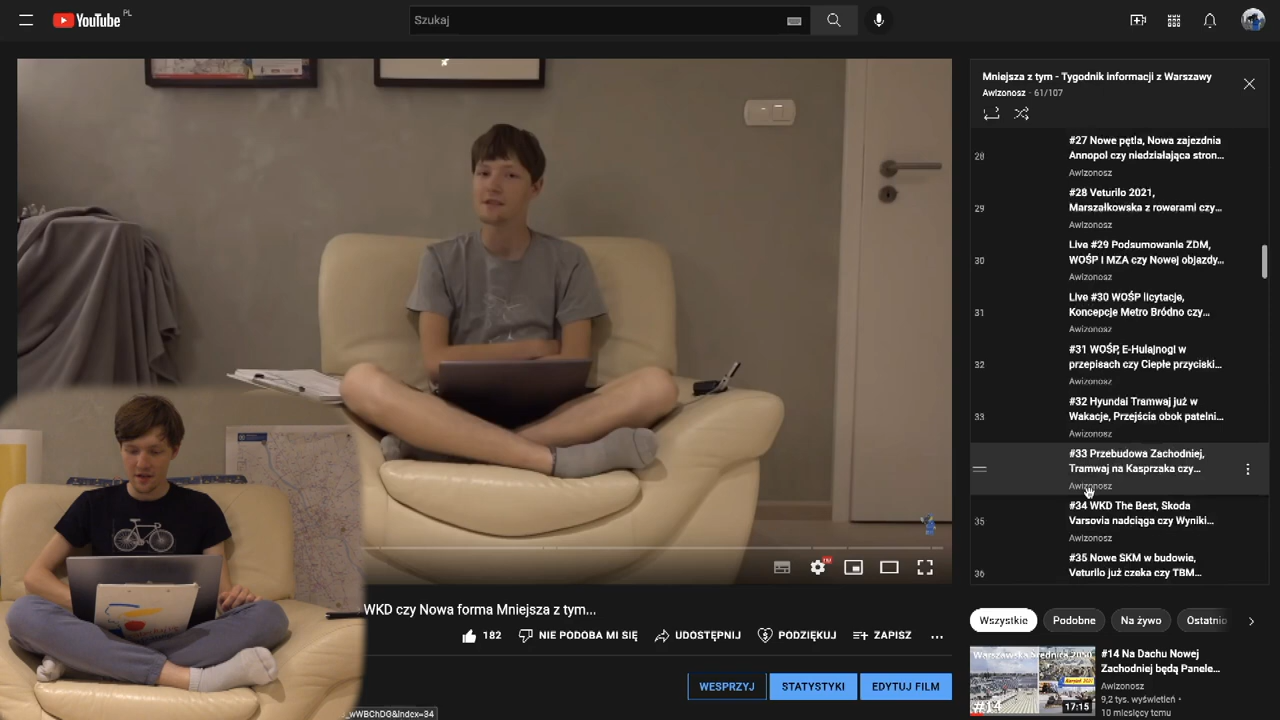 YouTube PL
Szukaj
Mniejsza z tym - Tygodnik informacji z Warszawy
Awizonosz - 61/107
28
#27 Nowe pętla, Nowa zajezdnia
Annopol czy niedziałająca stron...
Awizonosz
29
#28 Veturilo 2021,
Marszałkowska z rowerami czy...
Awizonosz
30
Live #29 Podsumowanie ZDM,
WOŚP I MZA czy Nowej objazdy...
Awizonosz
31
Live #30 WOŚP licytacje,
Koncepcje Metro Bródno czy...
Awizonosz
32
#31 WOŚP, E-Hulajnogi w
przepisach czy Ciepłe przyciski...
Awizonosz
33
#32 Hyundai Tramwaj już w
Wakacje, Przejścia obok patelni...
Awizonosz
#33 Przebudowa Zachodniej,
Tramwaj na Kasprzaka czy...
Awizonosz
35
#34 WKD The Best, Skoda
Varsovia nadciąga czy Wyniki...
Awizonosz
36
#35 Nowe SKM w budowie,
Veturilo już czeka czy TBM...
WKD czy Nowa forma Mniejsza z tym...
182
NIE PODOBA MI SIĘ
UDOSTĘPNIJ
PODZIĘKUJ
ZAPISZ
WESPRZYJ
STATYSTYKI
EDYTUJ FILM
Wszystkie
Podobne
Na żywo
Ostatnio
Warszawska Średnica 2050
#14
17:15
#14 Na Dachu Nowej
Zachodniej będą Panele...
Awizonosz
9,2 tys. wyświetleń •
10 miesięcy temu
_wWBChDG&index=34